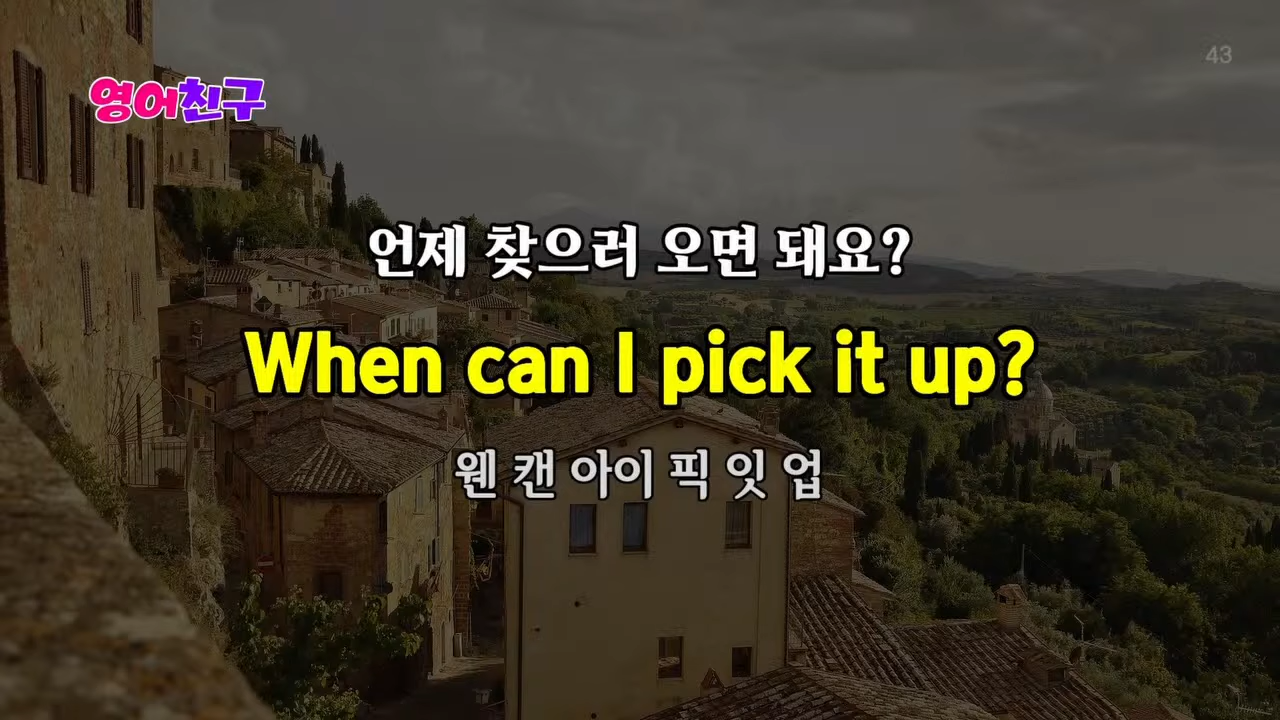 43
영어친구
언제 찾으러 오면 돼요?
When can I pick it up?
웬 캔 아이 픽 잇 업